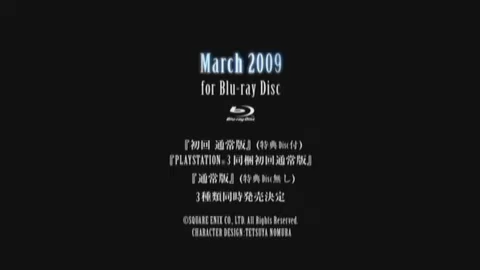 March 2009
for Blu-ray Disc
Blu-ray Disc
『初回 通常版』(特典Disc付)
『PLAYSTATION®3同梱初回通常版』
『通常版』(特典Disc無し)
3種類同時発売決定
©SQUARE ENIX CO., LTD. All Rights Reserved.
CHARACTER DESIGN:TETSUYA NOMURA